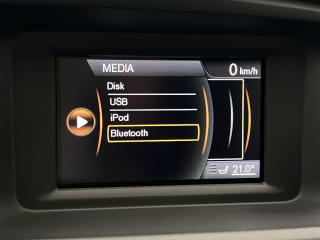 MEDIA
0 km/h
Disk
USB
iPod
Bluetooth
21.0°